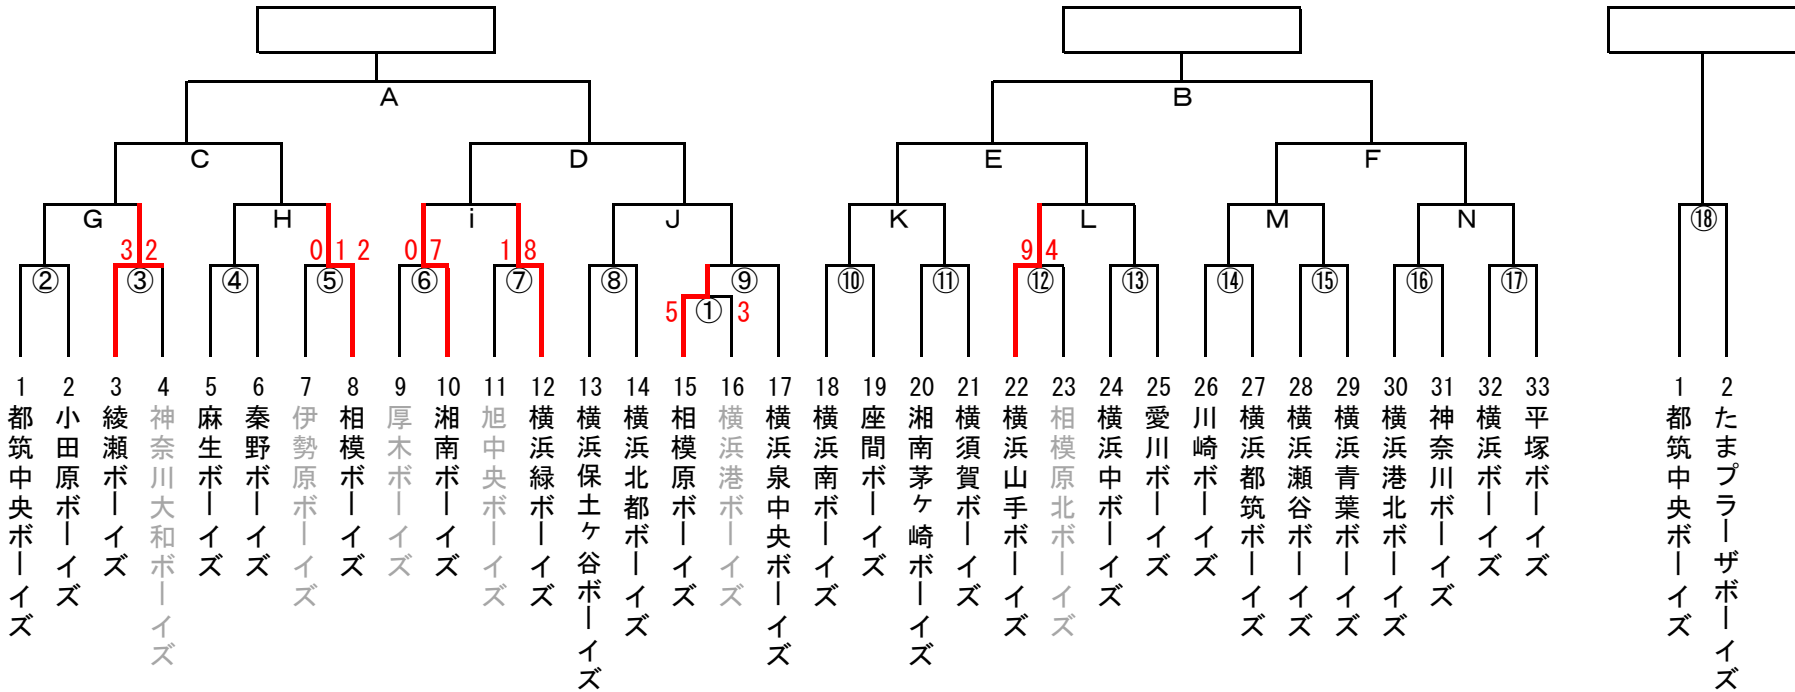 A
B
C
D
E
F
G
H
i
J
K
L
M
N
⑱
3 2
0 1 2
0 7
1 8
9 4
②
③
④
⑤
⑥
⑦
⑧
⑨
⑩
⑪
⑫
⑬
⑭
⑮
⑯
⑰
5
①
3
1 都筑中央ボーイズ
2 小田原ボーイズ
3 綾瀬ボーイズ
4 神奈川大和ボーイズ
5 麻生ボーイズ
6 秦野ボーイズ
7 伊勢原ボーイズ
8 相模ボーイズ
9 厚木ボーイズ
10 湘南ボーイズ
11 旭中央ボーイズ
12 横浜緑ボーイズ
13 横浜保土ヶ谷ボーイズ
14 横浜北都ボーイズ
15 相模原ボーイズ
16 横浜港ボーイズ
17 横浜泉中央ボーイズ
18 横浜南ボーイズ
19 座間ボーイズ
20 湘南茅ケ崎ボーイズ
21 横須賀ボーイズ
22 横浜山手ボーイズ
23 相模原北ボーイズ
24 横浜中ボーイズ
25 愛川ボーイズ
26 川崎ボーイズ
27 横浜都筑ボーイズ
28 横浜瀬谷ボーイズ
29 横浜青葉ボーイズ
30 横浜港北ボーイズ
31 神奈川ボーイズ
32 横浜ボーイズ
33 平塚ボーイズ
1 都筑中央ボーイズ
2 たまプラーザボーイズ